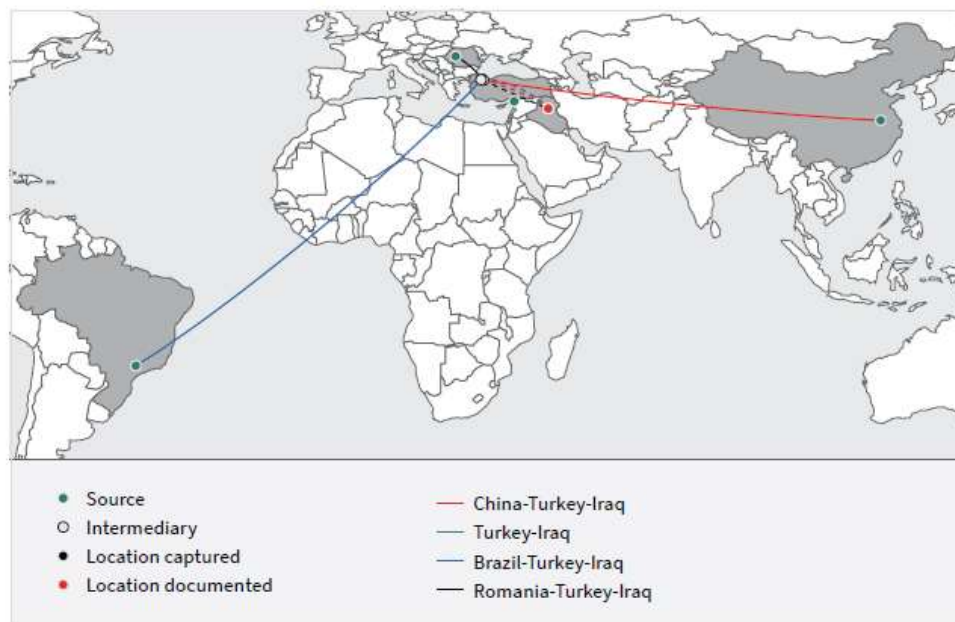 Source
Intermediary
Location captured
Location documented
China-Turkey-Iraq
Turkey-Iraq
Brazil-Turkey-Iraq
Romania-Turkey-Iraq